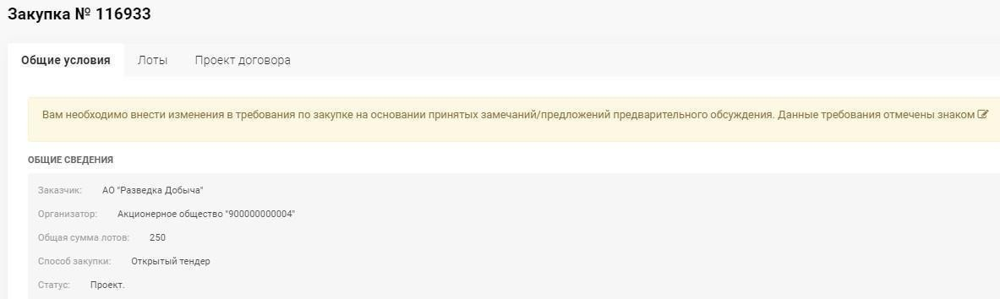 Закупка № 116933
Общие условия Лоты Проект договора
Вам необходимо внести изменения в требования по закупке на основании принятых замечаний/предложений предварительного обсуждения. Данные требования отмечены знаком
ОБЩИЕ СВЕДЕНИЯ
Заказчик: АО "Разведка Добыча"
Организатор: Акционерное общество "900000000004"
Общая сумма лотов: 250
Способ закупки: Открытый тендер
Статус: Проект.